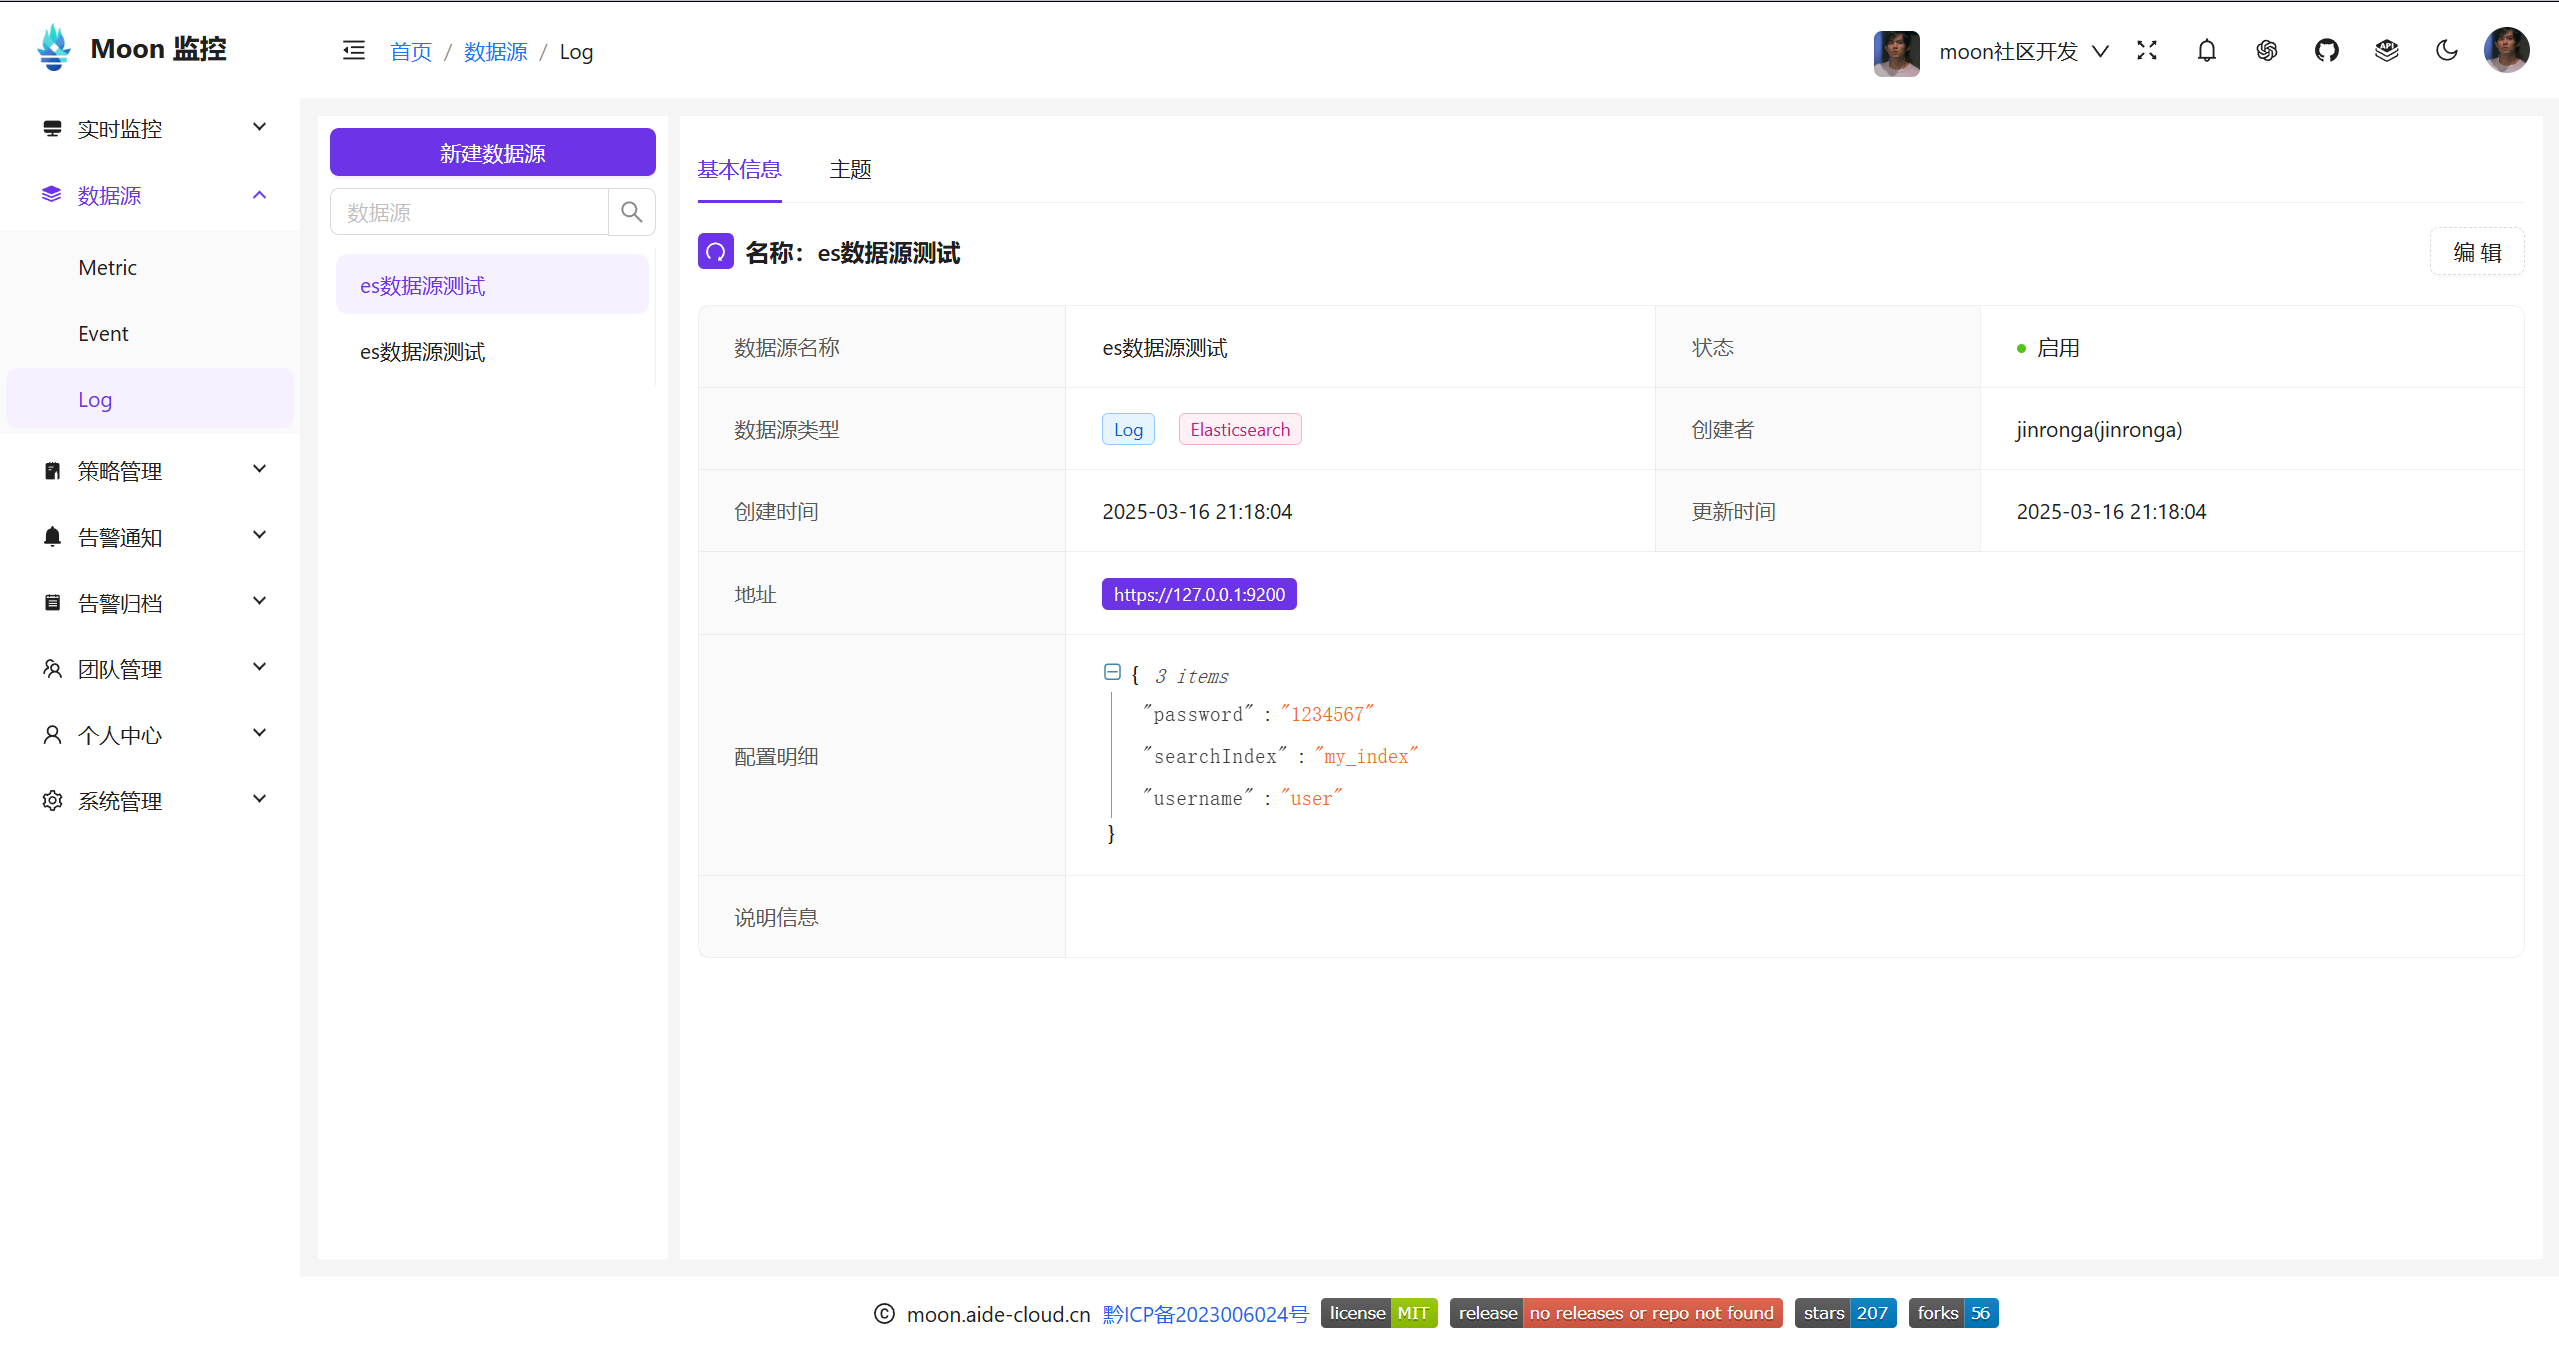 Moon 监控
首页 / 数据源 / Log
moon社区开发
实时监控
数据源
Metric
Event
Log
策略管理
告警通知
告警归档
团队管理
个人中心
系统管理
新建数据源
数据源
es数据源测试
es数据源测试
基本信息 主题
名称：es数据源测试
编 辑
数据源名称 es数据源测试 状态 启用
数据源类型 Log Elasticsearch 创建者 jinronga(jinronga)
创建时间 2025-03-16 21:18:04 更新时间 2025-03-16 21:18:04
地址 https://127.0.0.1:9200
配置明细
{ 3 items
"password" : "1234567"
"searchIndex" : "my_index"
"username" : "user"
}
说明信息
© moon.aide-cloud.cn 黔ICP备2023006024号 license MIT release no releases or repo not found stars 207 forks 56